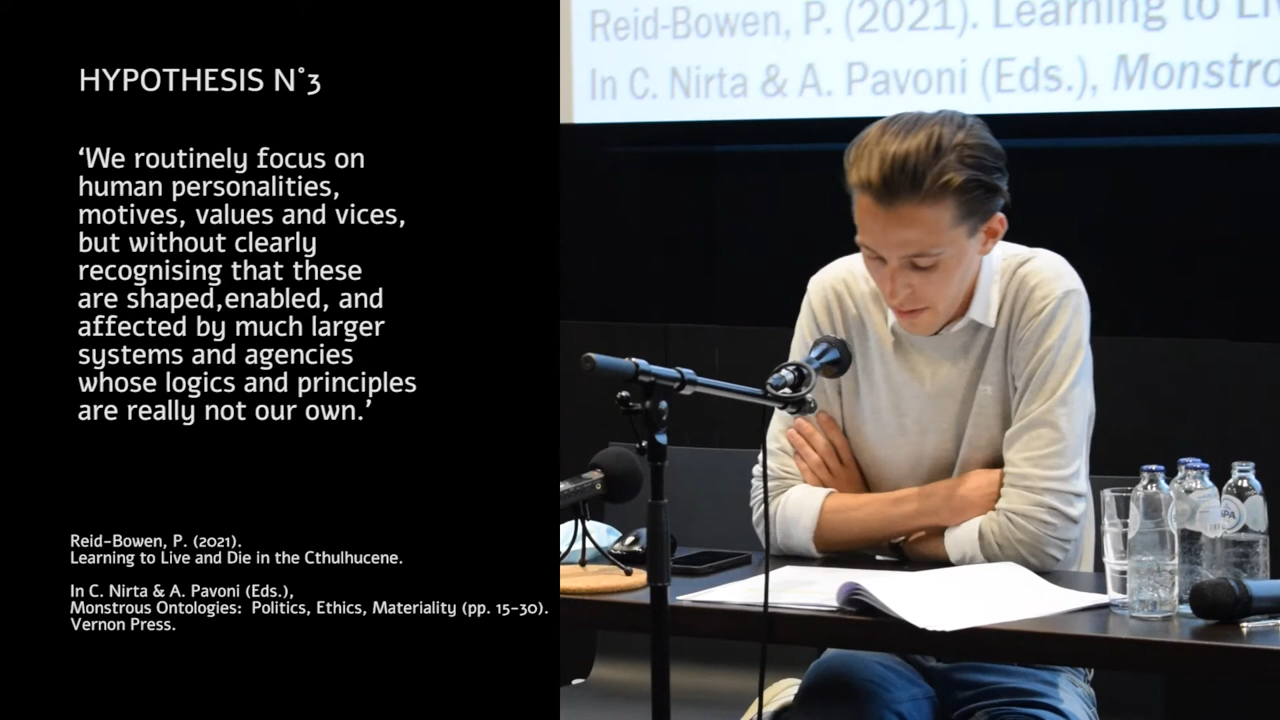 HYPOTHESIS N°3
‘We routinely focus on
human personalities,
motives, values and vices,
but without clearly
recognising that these
are shaped,enabled, and
affected by much larger
systems and agencies
whose logics and principles
are really not our own.’
Reid-Bowen, P. (2021).
Learning to Live and Die in the Cthulhucene.
In C. Nirta & A. Pavoni (Eds.),
Monstrous Ontologies: Politics, Ethics, Materiality (pp. 15-30).
Vernon Press.
Reid-Bowen, P. (2021). Learning to Li
In C. Nirta & A. Pavoni (Eds.), Monstro
SPA